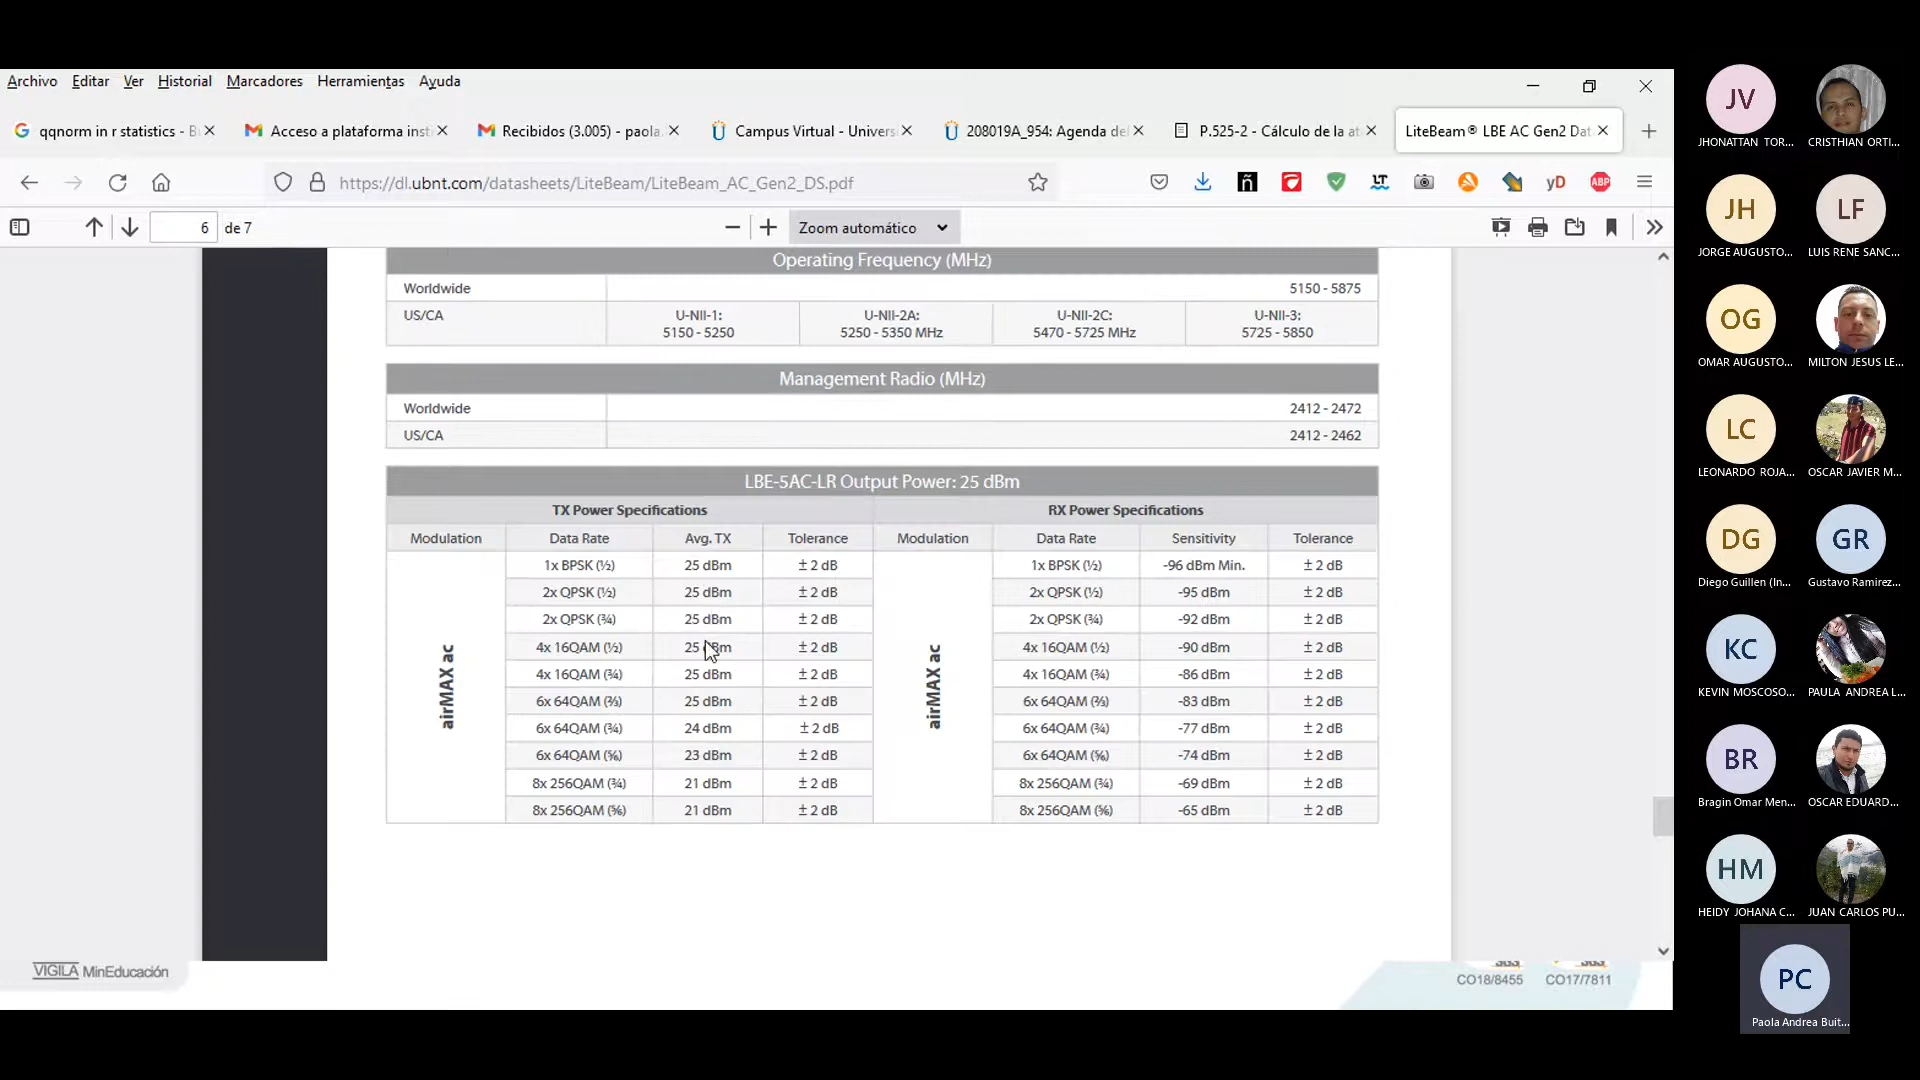 Archivo Editar Ver Historial Marcadores Herramientas Ayuda
qqnorm in r statistics - B
Acceso a plataforma inst
Recibidos (3.005) - paola.
Campus Virtual - Univers
208019A_954: Agenda del
P.525-2 - Cálculo de la at
LiteBeam® LBE AC Gen2 Dat
https://dl.ubnt.com/datasheets/LiteBeam/LiteBeam_AC_Gen2_DS.pdf
ñ LT yD ABP
6 de 7
Zoom automático
Operating Frequency (MHz)
Worldwide 5150 - 5875
US/CA U-NII-1: U-NII-2A: U-NII-2C: U-NII-3:
5150 - 5250 5250 - 5350 MHz 5470 - 5725 MHz 5725 - 5850
Management Radio (MHz)
Worldwide 2412 - 2472
US/CA 2412 - 2462
LBE-5AC-LR Output Power: 25 dBm
TX Power Specifications RX Power Specifications
Modulation Data Rate Avg. TX Tolerance Modulation Data Rate Sensitivity Tolerance
airMAX ac airMAX ac
1x BPSK (½) 25 dBm ± 2 dB 1x BPSK (½) -96 dBm Min. ± 2 dB
2x QPSK (½) 25 dBm ± 2 dB 2x QPSK (½) -95 dBm ± 2 dB
2x QPSK (¾) 25 dBm ± 2 dB 2x QPSK (¾) -92 dBm ± 2 dB
4x 16QAM (½) 25 dBm ± 2 dB 4x 16QAM (½) -90 dBm ± 2 dB
4x 16QAM (¾) 25 dBm ± 2 dB 4x 16QAM (¾) -86 dBm ± 2 dB
6x 64QAM (⅔) 25 dBm ± 2 dB 6x 64QAM (⅔) -83 dBm ± 2 dB
6x 64QAM (¾) 24 dBm ± 2 dB 6x 64QAM (¾) -77 dBm ± 2 dB
6x 64QAM (⅚) 23 dBm ± 2 dB 6x 64QAM (⅚) -74 dBm ± 2 dB
8x 256QAM (¾) 21 dBm ± 2 dB 8x 256QAM (¾) -69 dBm ± 2 dB
8x 256QAM (⅚) 21 dBm ± 2 dB 8x 256QAM (⅚) -65 dBm ± 2 dB
VIGILA MinEducación
SGS SGS
CO18/8455 CO17/7811
JV
JHONATTAN TOR... CRISTHIAN ORTI...
JH LF
JORGE AUGUSTO... LUIS RENE SANC...
OG
OMAR AUGUSTO... MILTON JESUS LE...
LC
LEONARDO ROJA... OSCAR JAVIER M...
DG GR
Diego Guillen (In... Gustavo Ramirez...
KC
KEVIN MOSCOSO... PAULA ANDREA L...
BR
Bragin Omar Men... OSCAR EDUARD...
HM
HEIDY JOHANA C... JUAN CARLOS PU...
PC
Paola Andrea Buit...